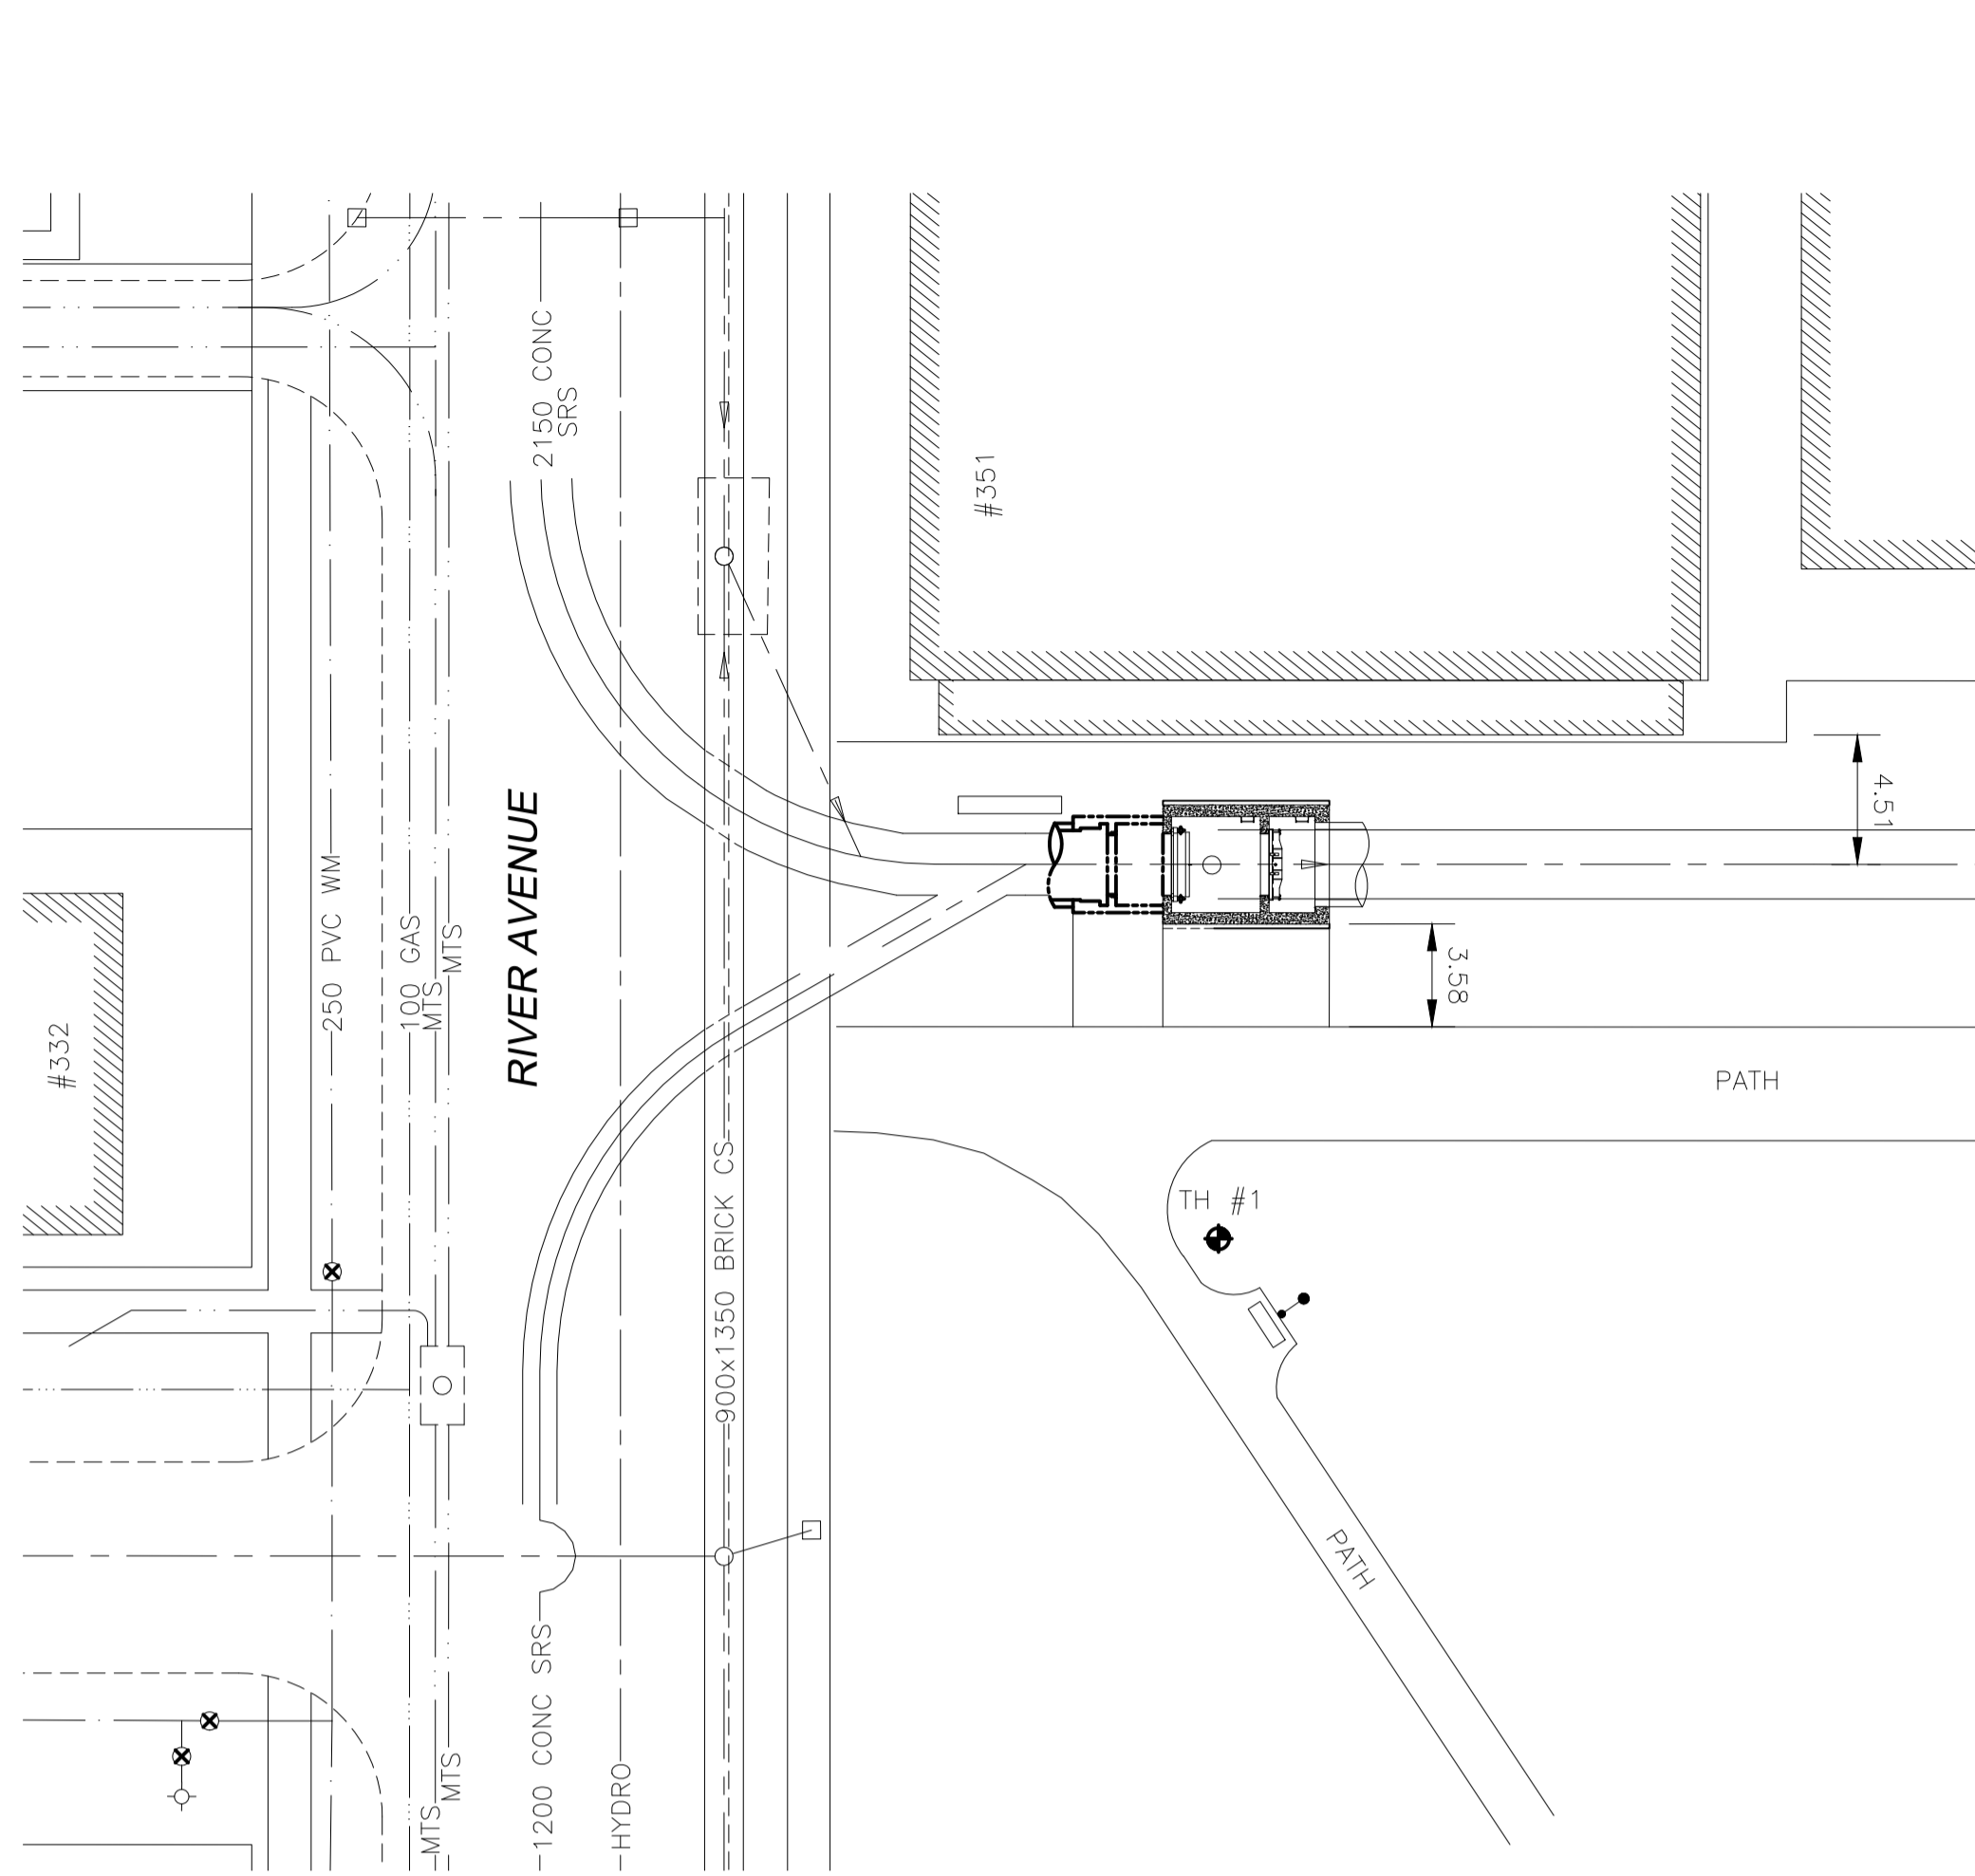 2150 CONC
SRS
#351
4.51
RIVER AVENUE
250 PVC WM
100 GAS
MTS
MTS
3.58
#332
PATH
900x1350 BRICK CS
TH #1
PATH
1200 CONC SRS
HYDRO
MTS
MTS